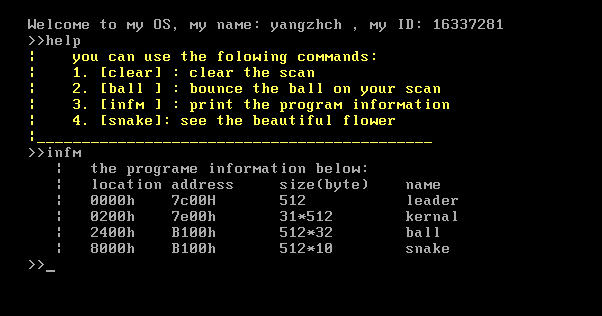 Welcome to my OS, my name: yangzhch , my ID: 16337281
>>help
¦    you can use the folowing commands:
¦    1. [clear] : clear the scan
¦    2. [ball ] : bounce the ball on your scan
¦    3. [infm ] : print the program information
¦    4. [snake]: see the beautiful flower
¦____________________________________________
>>infm
¦   the programe information below:
¦   location address     size(byte)    name
¦   0000h    7c00H       512           leader
¦   0200h    7e00h       31*512        kernal
¦   2400h    B100h       512*32        ball
¦   8000h    B100h       512*10        snake
>>_